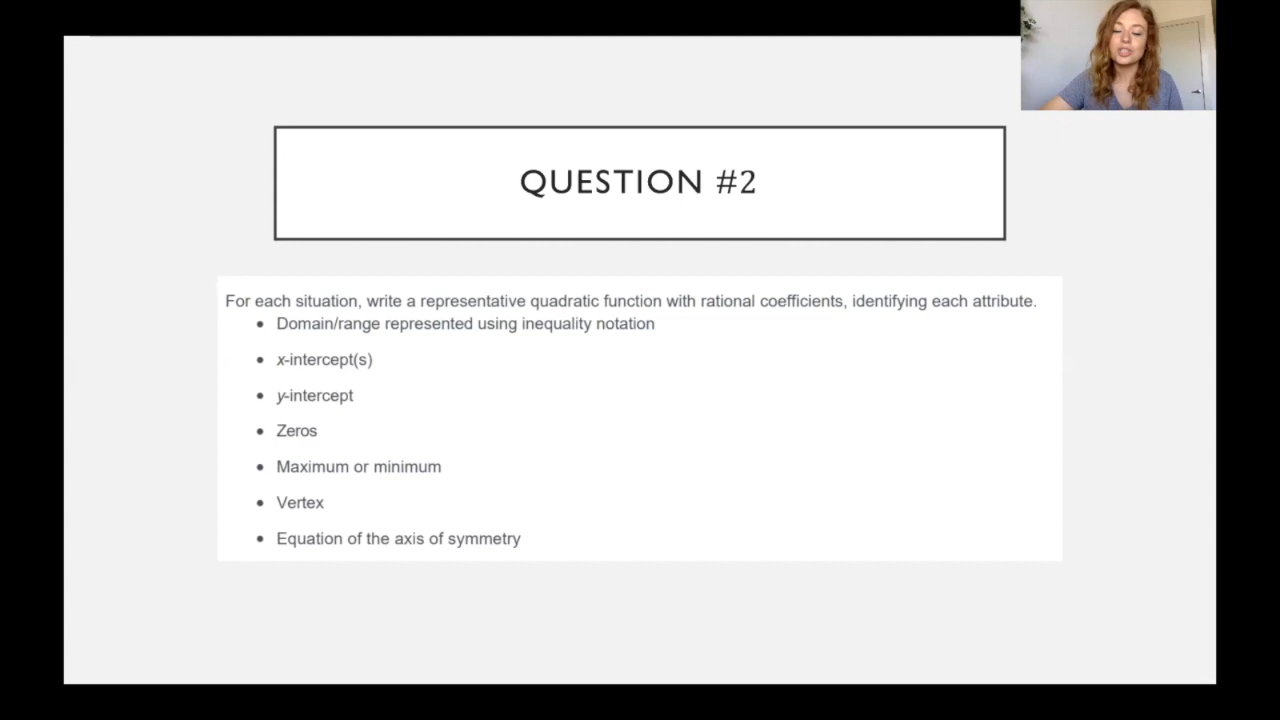 QUESTION #2
For each situation, write a representative quadratic function with rational coefficients, identifying each attribute.
• Domain/range represented using inequality notation
• x-intercept(s)
• y-intercept
• Zeros
• Maximum or minimum
• Vertex
• Equation of the axis of symmetry